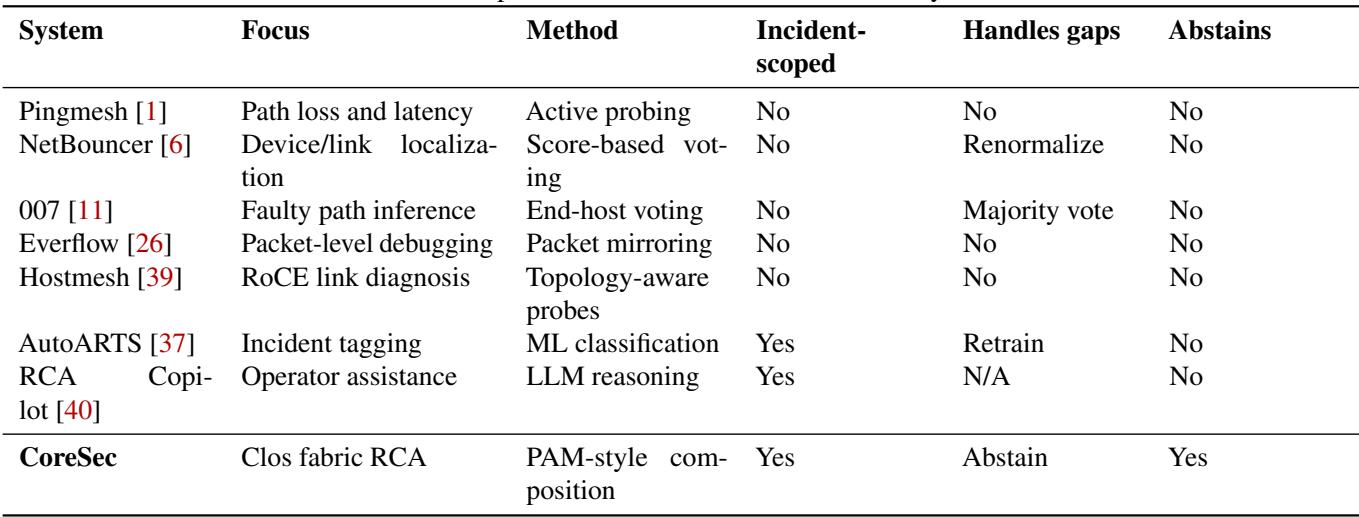 System Focus Method Incident- Handles gaps Abstains
scoped
Pingmesh [1] Path loss and latency Active probing No No No
NetBouncer [6] Device/link localiza- Score-based vot- No Renormalize No
tion ing
007 [11] Faulty path inference End-host voting No Majority vote No
Everflow [26] Packet-level debugging Packet mirroring No No No
Hostmesh [39] RoCE link diagnosis Topology-aware No No No
probes
AutoARTS [37] Incident tagging ML classification Yes Retrain No
RCA Copi- Operator assistance LLM reasoning Yes N/A No
lot [40]
CoreSec Clos fabric RCA PAM-style com- Yes Abstain Yes
position